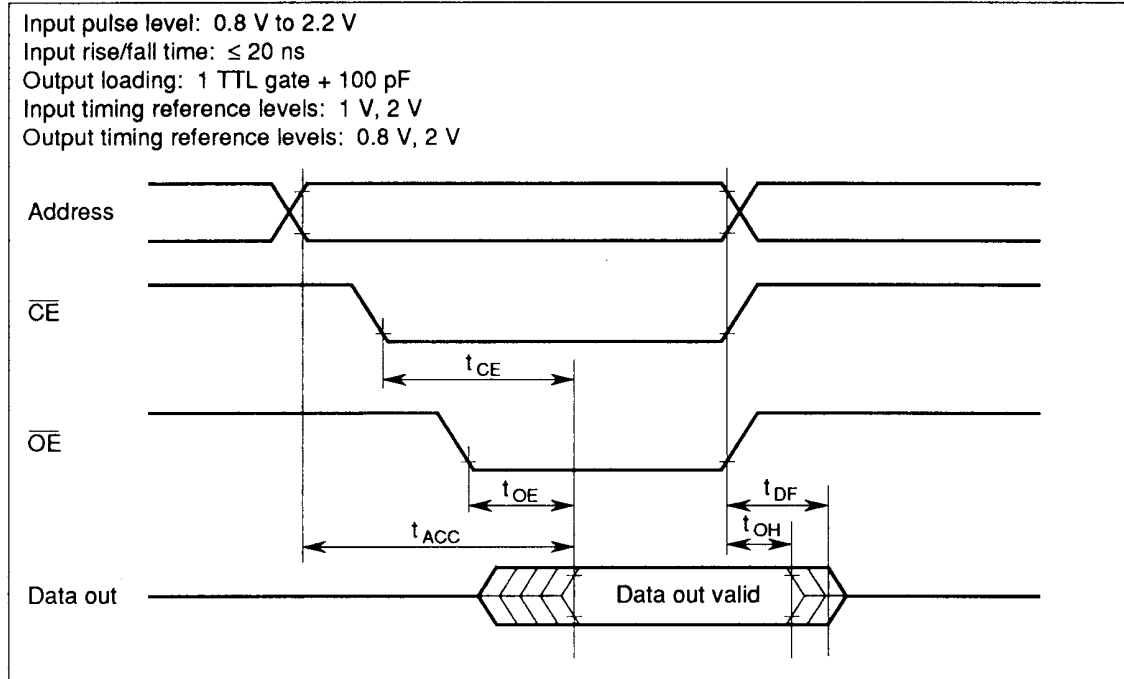 Input pulse level: 0.8 V to 2.2 V
Input rise/fall time: ≤ 20 ns
Output loading: 1 TTL gate + 100 pF
Input timing reference levels: 1 V, 2 V
Output timing reference levels: 0.8 V, 2 V
Address
C̅E̅
tCE
O̅E̅
tOE
tDF
tACC
tOH
Data out
Data out valid